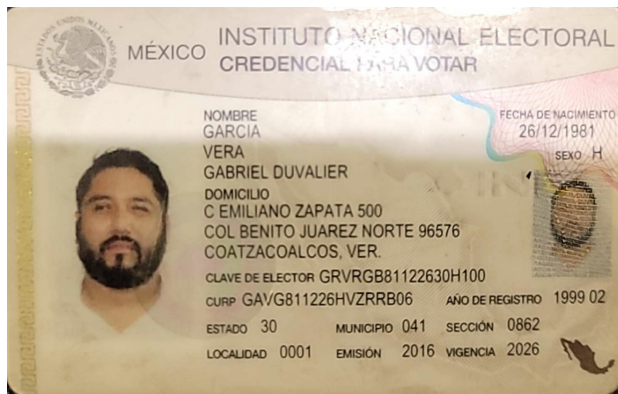 MÉXICO
INSTITUTO NACIONAL ELECTORAL
CREDENCIAL PARA VOTAR
NOMBRE
GARCIA
VERA
GABRIEL DUVALIER
FECHA DE NACIMIENTO
26/12/1981
SEXO H
DOMICILIO
C EMILIANO ZAPATA 500
COL BENITO JUAREZ NORTE 96576
COATZACOALCOS, VER.
CLAVE DE ELECTOR GRVRGB81122630H100
CURP GAVG811226HVZRRB06 AÑO DE REGISTRO 1999 02
ESTADO 30 MUNICIPIO 041 SECCIÓN 0862
LOCALIDAD 0001 EMISIÓN 2016 VIGENCIA 2026